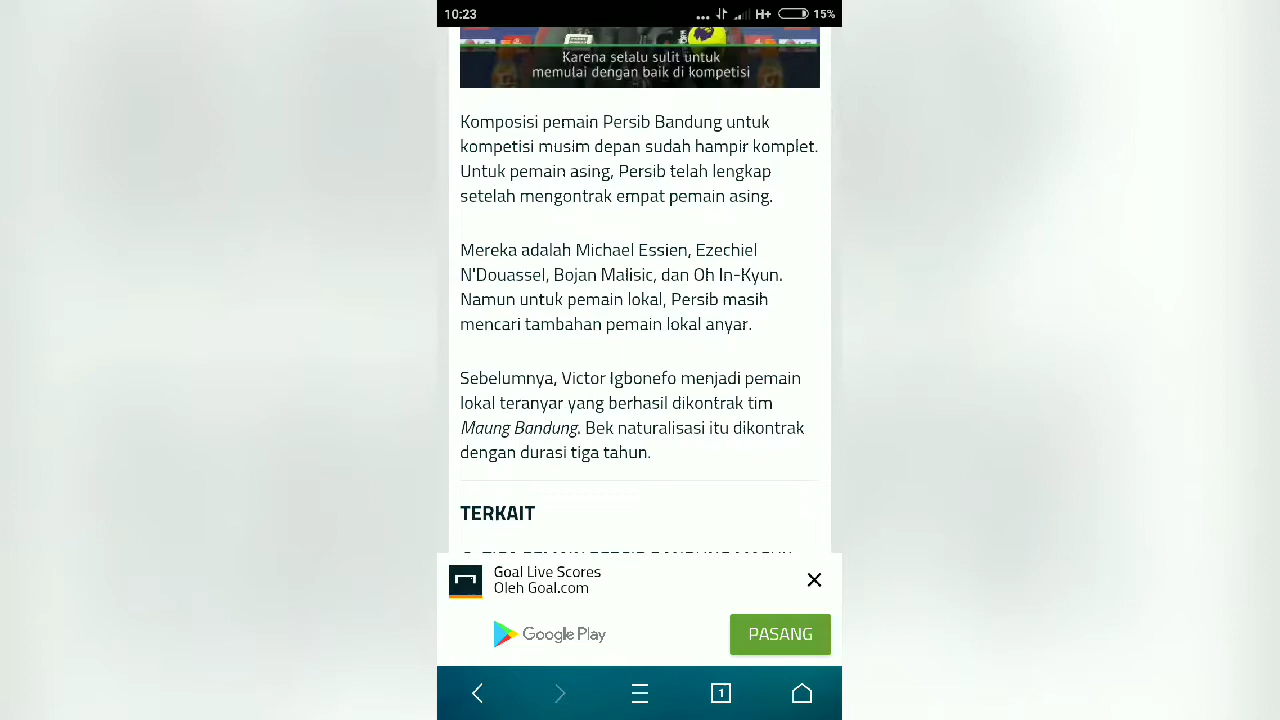 10:23
H+
15%
Karena selalu sulit untuk
memulai dengan baik di kompetisi
Komposisi pemain Persib Bandung untuk
kompetisi musim depan sudah hampir komplet.
Untuk pemain asing, Persib telah lengkap
setelah mengontrak empat pemain asing.
Mereka adalah Michael Essien, Ezechiel
N'Douassel, Bojan Malisic, dan Oh In-Kyun.
Namun untuk pemain lokal, Persib masih
mencari tambahan pemain lokal anyar.
Sebelumnya, Victor Igbonefo menjadi pemain
lokal teranyar yang berhasil dikontrak tim
Maung Bandung. Bek naturalisasi itu dikontrak
dengan durasi tiga tahun.
TERKAIT
Goal Live Scores
Oleh Goal.com
Google Play
PASANG
1